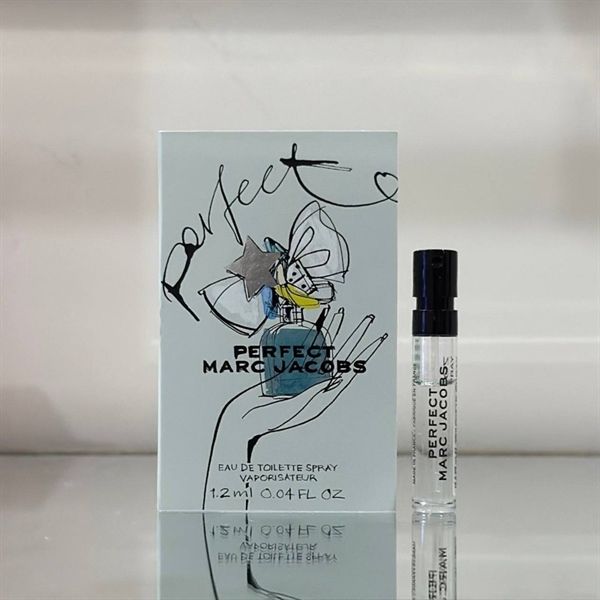 perfect
PERFECT
MARC JACOBS
EAU DE TOILETTE SPRAY
VAPORISATEUR
1.2 ml 0.04 FL OZ
PERFECT
MARC JACOBS